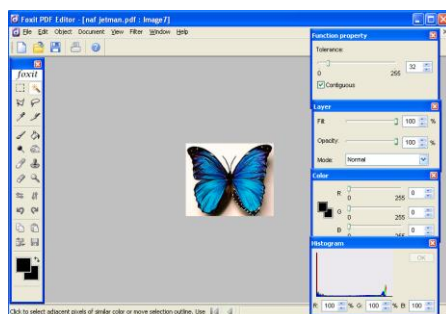 Foxit PDF Editor - [naf jetman.pdf : Image7]
File Edit Object Document View Filter Window Help
foxit
Function property
Tolerance:
32
0 255
Contiguous
Layer
Fill: 100 %
Opacity: 100 %
Mode: Normal
Color
R 0
0 255
G 0
0 255
B 0
0 255
Histogram
OK
R: 100 % G: 100 % B: 100
Click to select adjacent pixels of similar color or move selection outline. Use